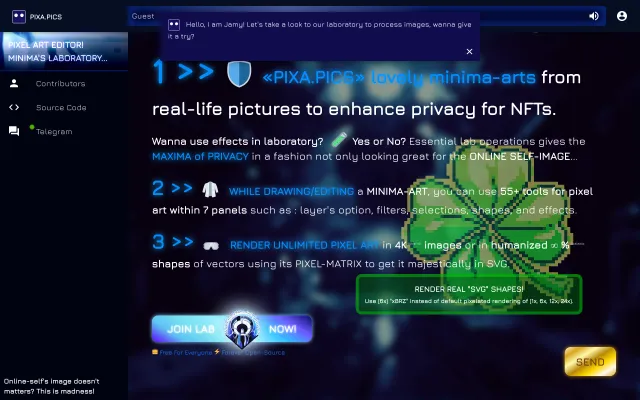 PIXA.PICS
Guest
Hello, I am Jamy! Let's take a look to our laboratory to process images, wanna give
it a try?
PIXEL ART EDITOR!
MINIMA'S LABORATORY...
Contributors
Source Code
Telegram
1 >> «PIXA.PICS» lovely minima-arts from
real-life pictures to enhance privacy for NFTs.
Wanna use effects in laboratory? Yes or No? Essential lab operations gives the
MAXIMA of PRIVACY in a fashion not only looking great for the ONLINE SELF-IMAGE...
2 >> WHILE DRAWING/EDITING a MINIMA-ART, you can use 55+ tools for pixel
art within 7 panels such as : layer's option, filters, selections, shapes, and effects.
3 >> RENDER UNLIMITED PIXEL ART in 4K images or in humanized ∞ %
shapes of vectors using its PIXEL-MATRIX to get it majestically in SVG.
RENDER REAL "SVG" SHAPES!
Use (6x) "xBRZ" instead of default pixelated rendering of (1x, 6x, 12x, 24x).
JOIN LAB NOW!
Free for Everyone ⚡ Forever Open-Source
SEND
Online-self's image doesn't
matters? This is madness!